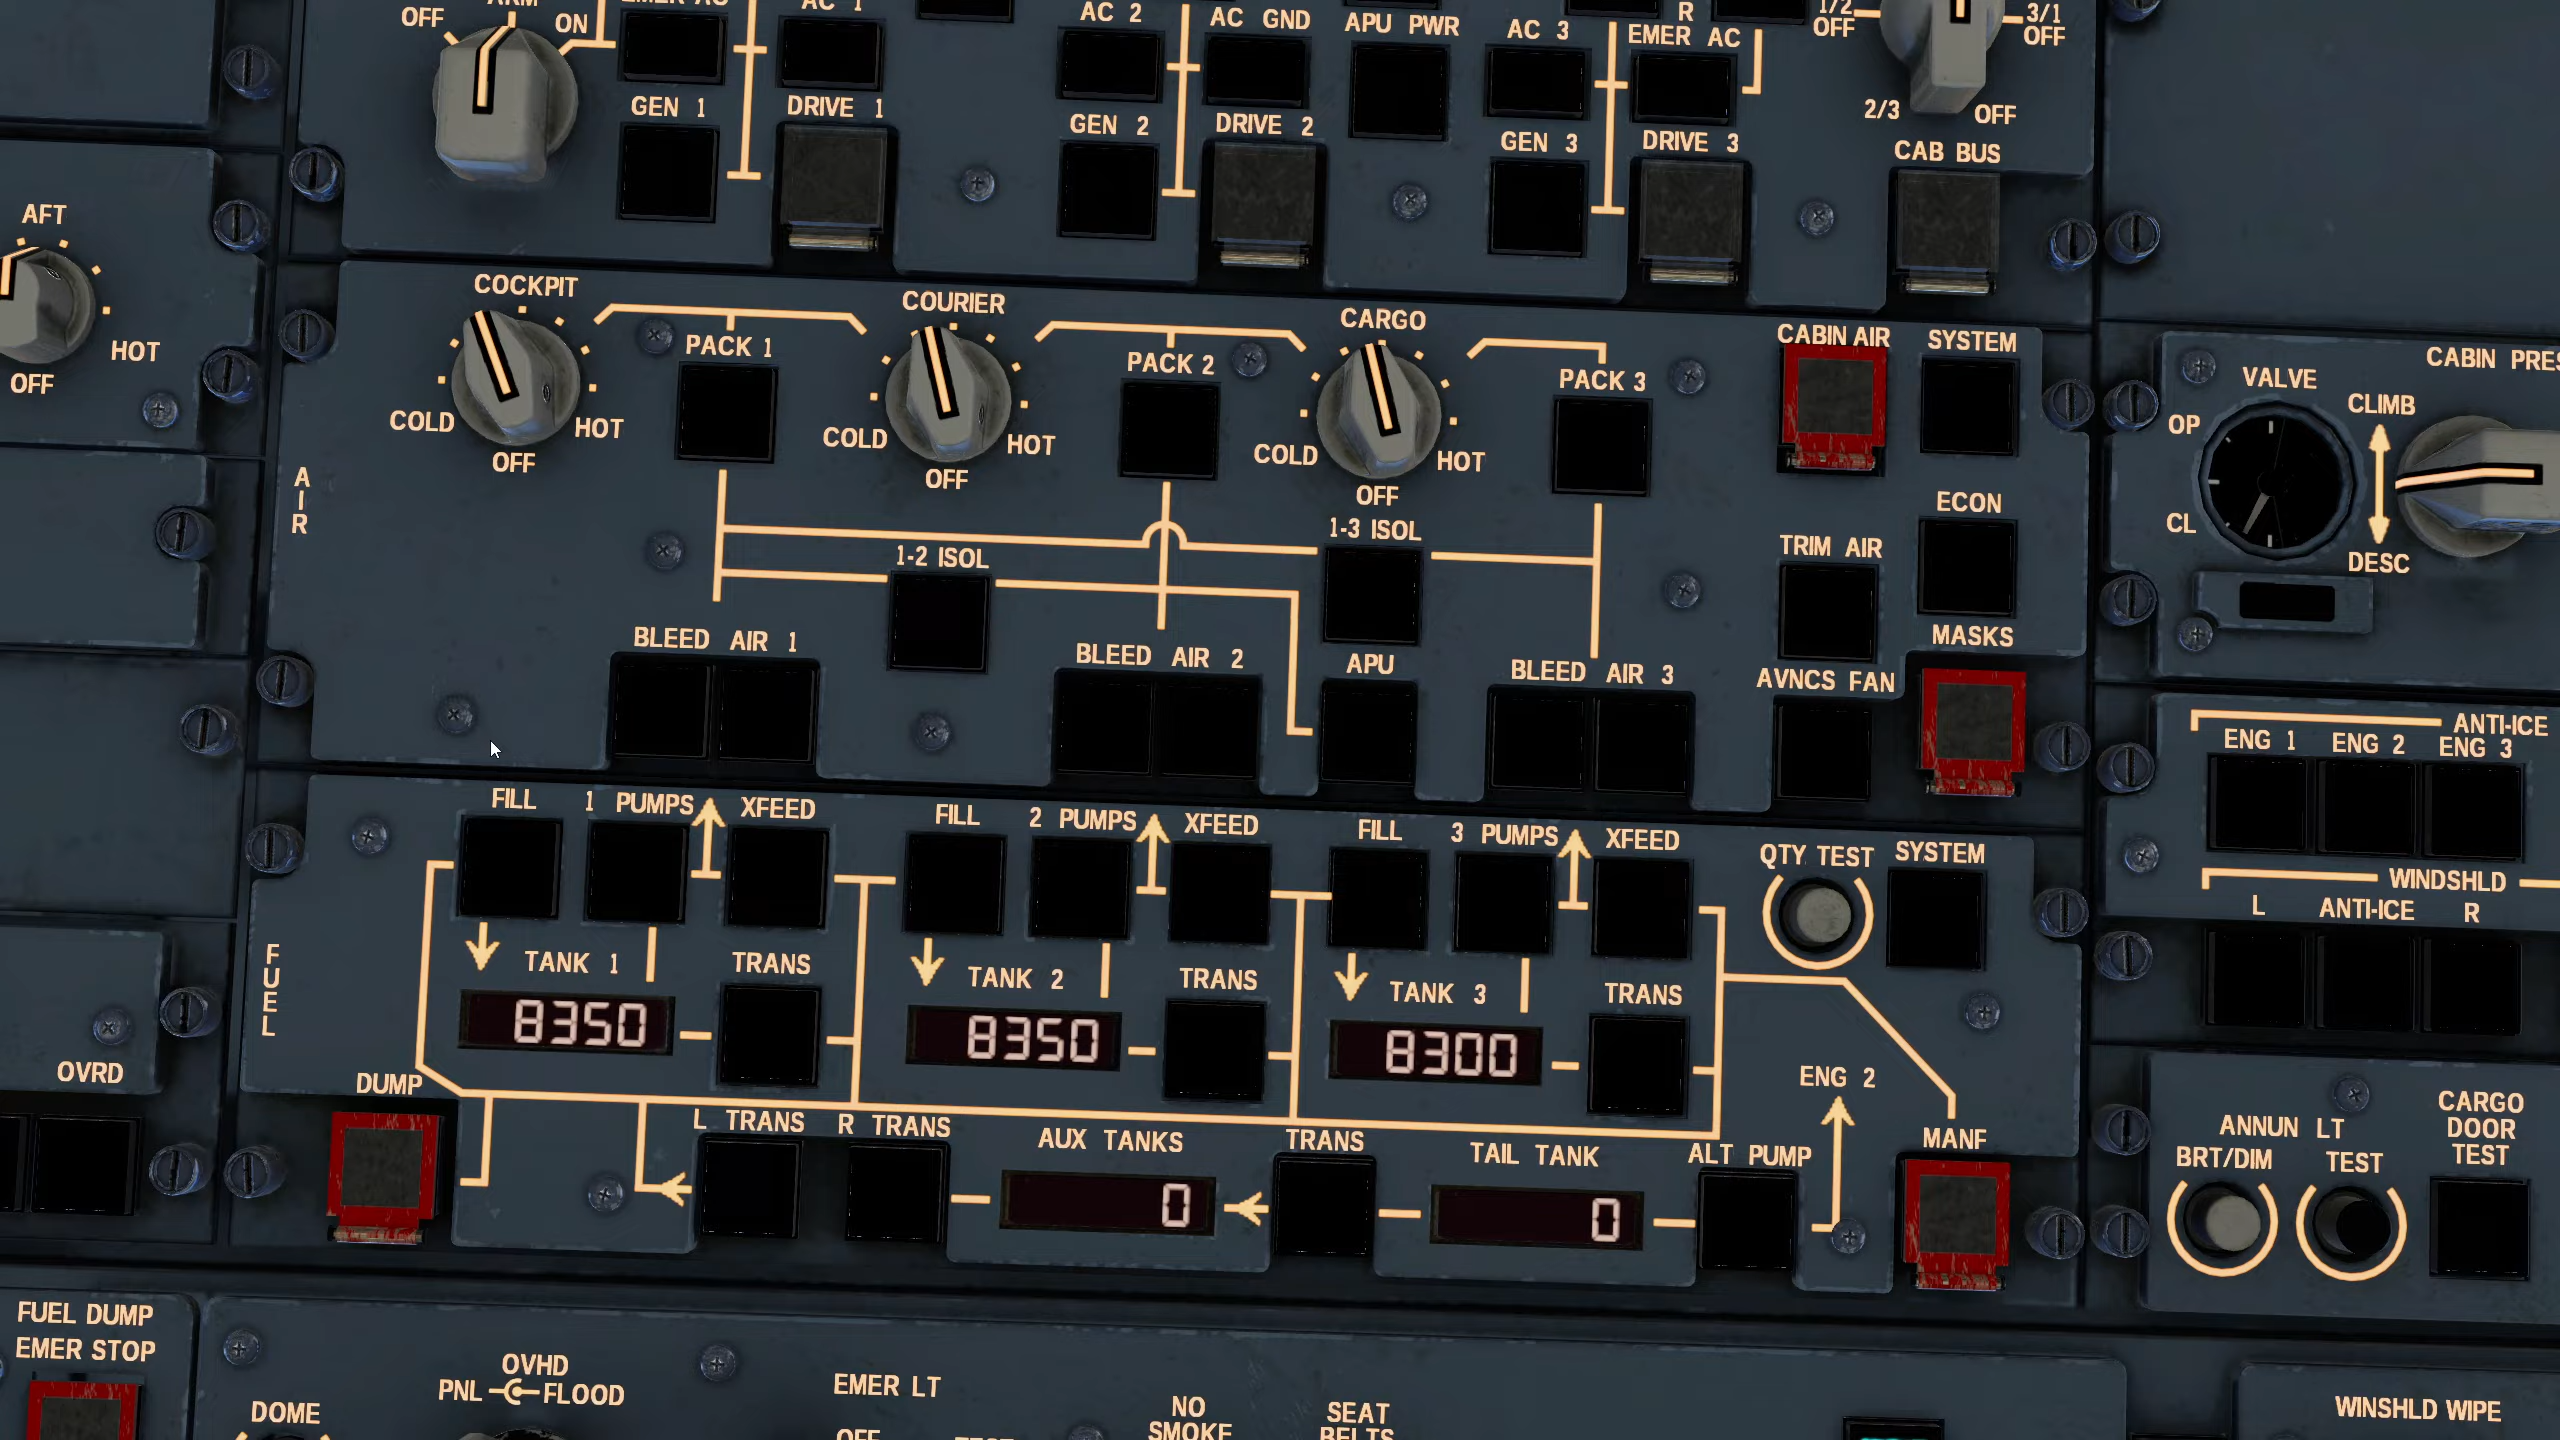 OFF
ARM
ON
AC 1
GEN 1
DRIVE 1
AC 2
AC GND
APU PWR
GEN 2
DRIVE 2
AC 3
R
EMER AC
GEN 3
DRIVE 3
1/2
OFF
3/1
OFF
2/3
OFF
CAB BUS
AFT
HOT
OFF
AIR
COCKPIT
COLD
HOT
OFF
PACK 1
COURIER
COLD
HOT
OFF
PACK 2
CARGO
COLD
HOT
OFF
PACK 3
CABIN AIR
SYSTEM
1-2 ISOL
1-3 ISOL
ECON
TRIM AIR
MASKS
BLEED AIR 1
BLEED AIR 2
APU
BLEED AIR 3
AVNCS FAN
VALVE
OP
CL
CLIMB
DESC
ANTI-ICE
ENG 1
ENG 2
ENG 3
WINDSHLD
L
ANTI-ICE
R
FUEL
FILL
1 PUMPS
XFEED
FILL
2 PUMPS
XFEED
FILL
3 PUMPS
XFEED
QTY TEST
SYSTEM
TANK 1
TRANS
TANK 2
TRANS
TANK 3
TRANS
8350
8350
8300
OVRD
DUMP
L TRANS
R TRANS
AUX TANKS
TRANS
TAIL TANK
ALT PUMP
ENG 2
MANF
0
0
ANNUN LT
BRT/DIM
TEST
CARGO
DOOR
TEST
FUEL DUMP
EMER STOP
DOME
OVHD
PNL
FLOOD
EMER LT
OFF
NO
SMOKE
SEAT
BELTS
WINSHLD WIPE